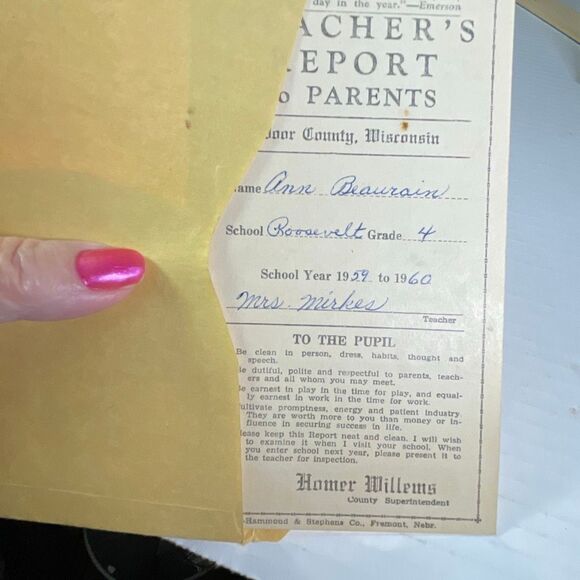 day in the year."—Emerson
ACHER'S
REPORT
to PARENTS
Door County, Wisconsin
ame Ann Beaurain
School Roosevelt Grade 4
School Year 1959 to 1960
Mrs. Mirkes
Teacher
TO THE PUPIL
Be clean in person, dress, habits, thought and
speech.
Be dutiful, polite and respectful to parents, teach-
ers and all whom you may meet.
Be earnest in play in the time for play, and equal-
ly earnest in work in the time for work.
ultivate promptness, energy and patient industry.
They are worth more to you than money or in-
fluence in securing success in life.
lease keep this Report neat and clean. I will wish
to examine it when I visit your school. When
you enter school next year, please present it to
the teacher for inspection.
Homer Willems
County Superintendent
-Hammond & Stephens Co., Fremont, Nebr.